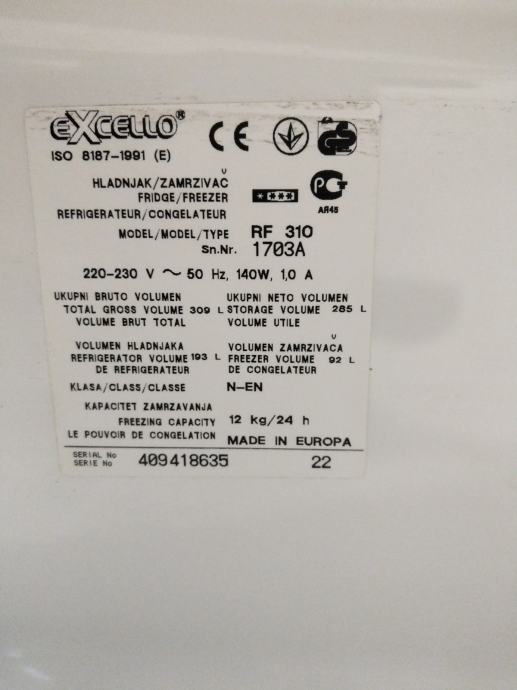 eXCELLO®
CE
ISO 8187-1991 (E)
HLADNJAK/ZAMRZIVAČ
FRIDGE/FREEZER
REFRIGERATEUR/CONGELATEUR
AЯ45
MODEL/MODEL/TYPE RF 310
Sn.Nr. 1703A
220-230 V ~ 50 Hz, 140W, 1,0 A
UKUPNI BRUTO VOLUMEN
TOTAL GROSS VOLUME 309 L
VOLUME BRUT TOTAL
UKUPNI NETO VOLUMEN
STORAGE VOLUME 285 L
VOLUME UTILE
VOLUMEN HLADNJAKA
REFRIGERATOR VOLUME 193 L
DE REFRIGERATEUR
VOLUMEN ZAMRZIVAČA
FREEZER VOLUME 92 L
DE CONGELATEUR
KLASA/CLASS/CLASSE N-EN
KAPACITET ZAMRZAVANJA
FREEZING CAPACITY 12 kg/24 h
LE POUVOIR DE CONGELATION
MADE IN EUROPA
SERIAL No
SERIE No 409418635 22